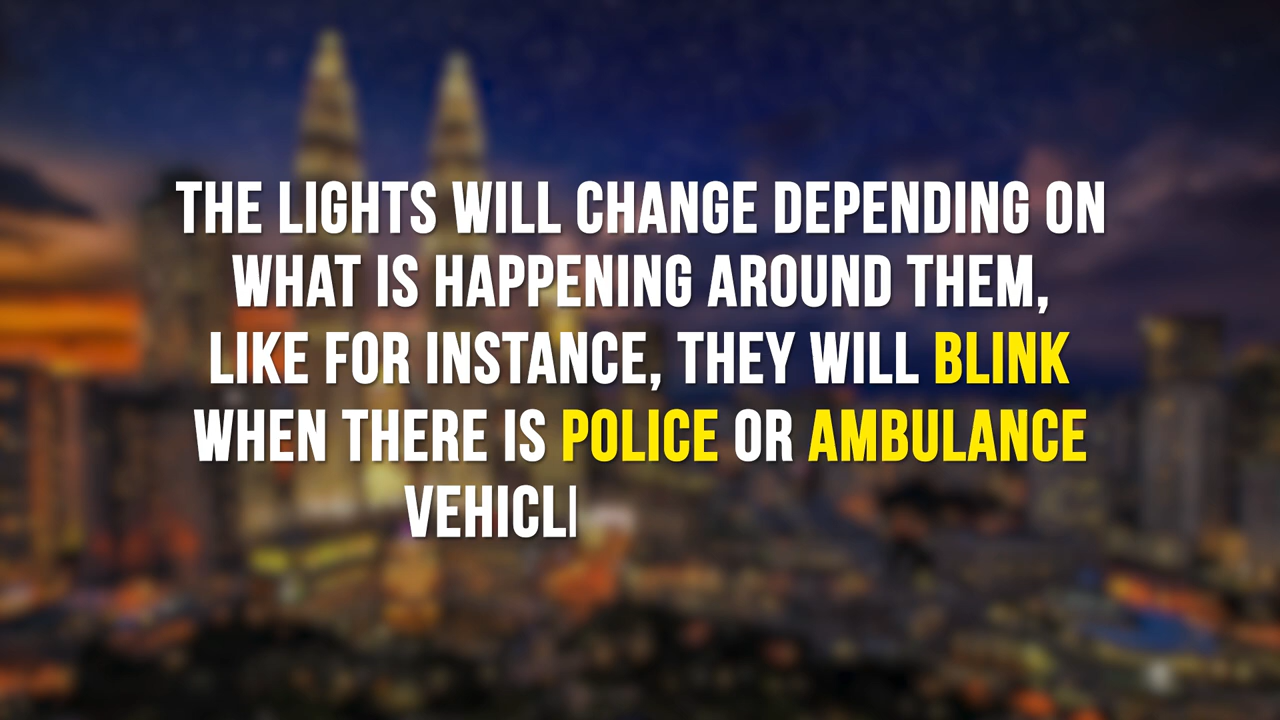 THE LIGHTS WILL CHANGE DEPENDING ON
WHAT IS HAPPENING AROUND THEM,
LIKE FOR INSTANCE, THEY WILL BLINK
WHEN THERE IS POLICE OR AMBULANCE
VEHICL